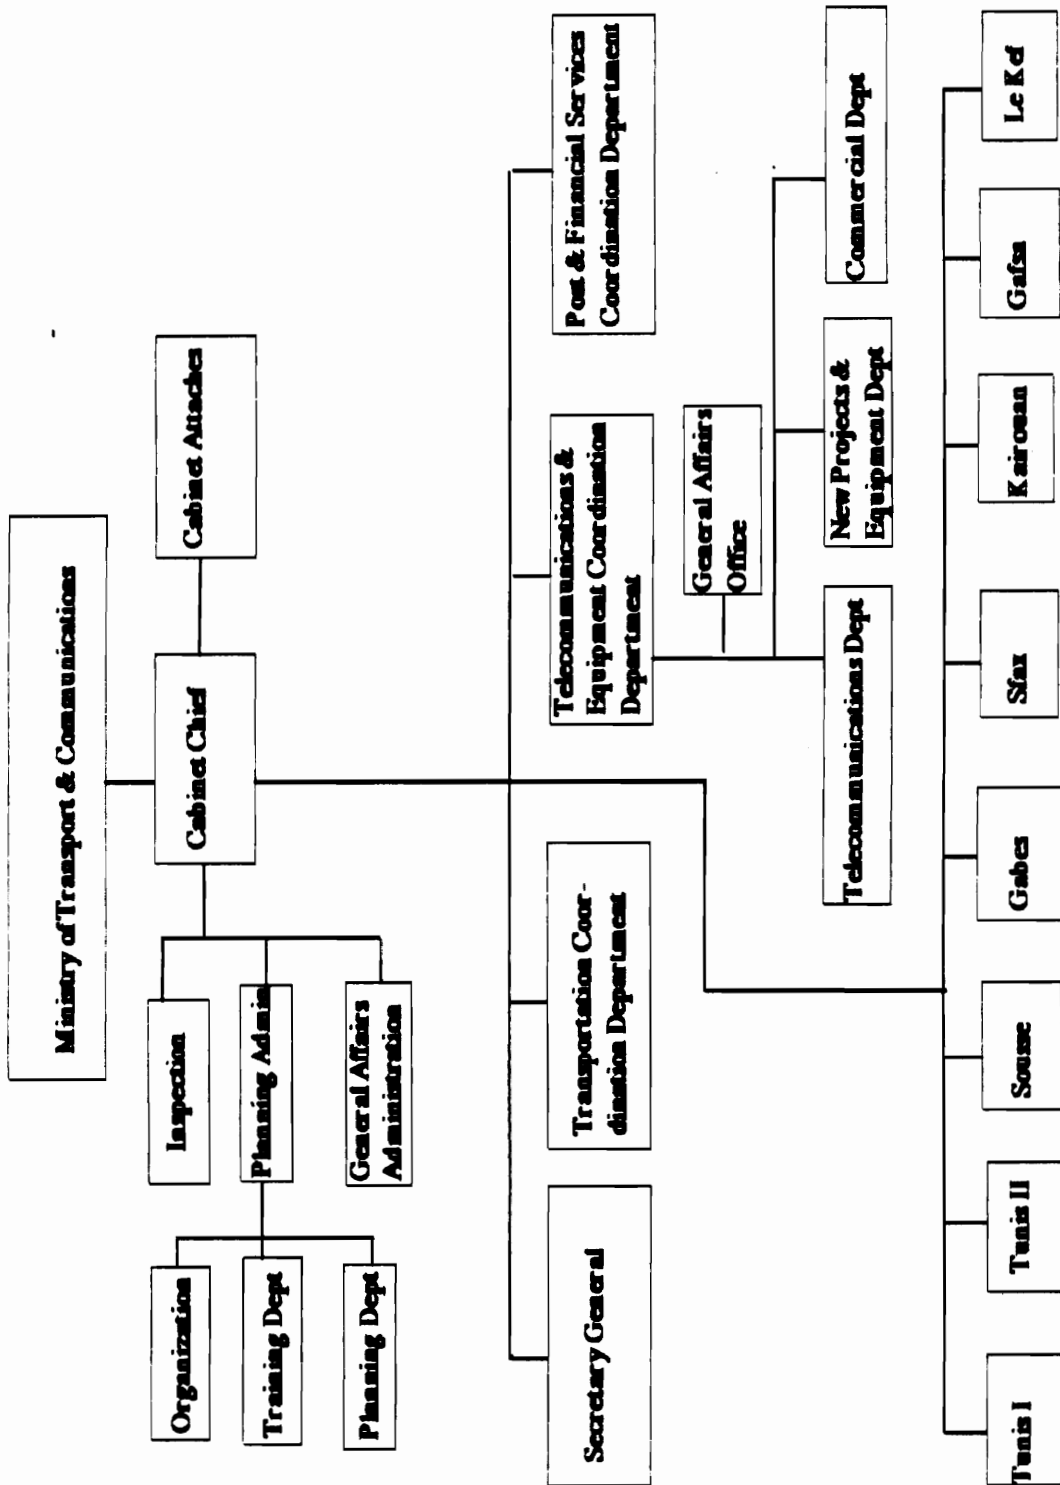 Ministry of Transport & Communications
Cabinet Chief
Cabinet Attaches
Inspection
Planning Admin
General Affairs
Administration
Organization
Training Dept
Planning Dept
Secretary General
Transportation Coor-
dination Department
Telecommunications &
Equipment Coordination
Department
Post & Financial Services
Coordination Department
General Affairs
Office
Telecommunications Dept
New Projects &
Equipment Dept
Commercial Dept
Tunis I
Tunis II
Sousse
Gabes
Sfax
Kairouan
Gafsa
Le Kef